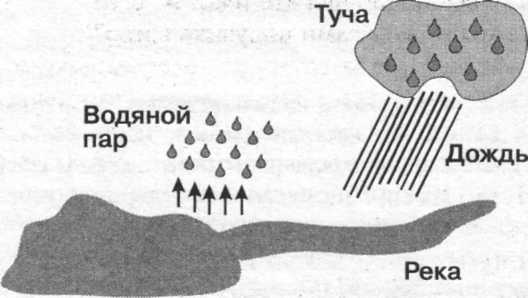 Туча
Водяной
пар
Дождь
Река